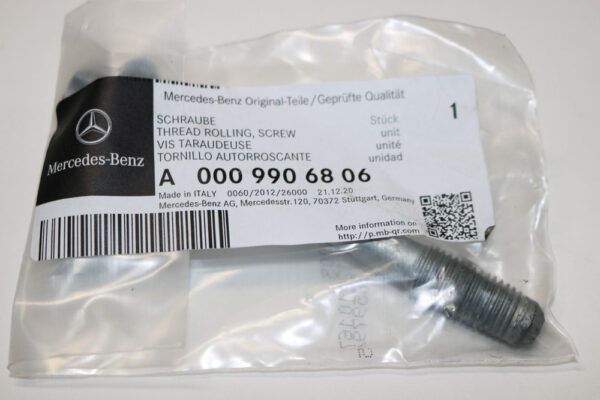 Mercedes-Benz Original-Teile/Geprüfte Qualität
1
SCHRAUBE Stück
THREAD ROLLING, SCREW unit
VIS TARAUDEUSE unité
TORNILLO AUTORROSCANTE unidad
Mercedes-Benz
A 000 990 68 06
Made in ITALY 0060/2012/26000 21.12.20
Mercedes-Benz AG, Mercedesstr.120, 70372 Stuttgart, Germany
More information on
http://p.mb-qr.com